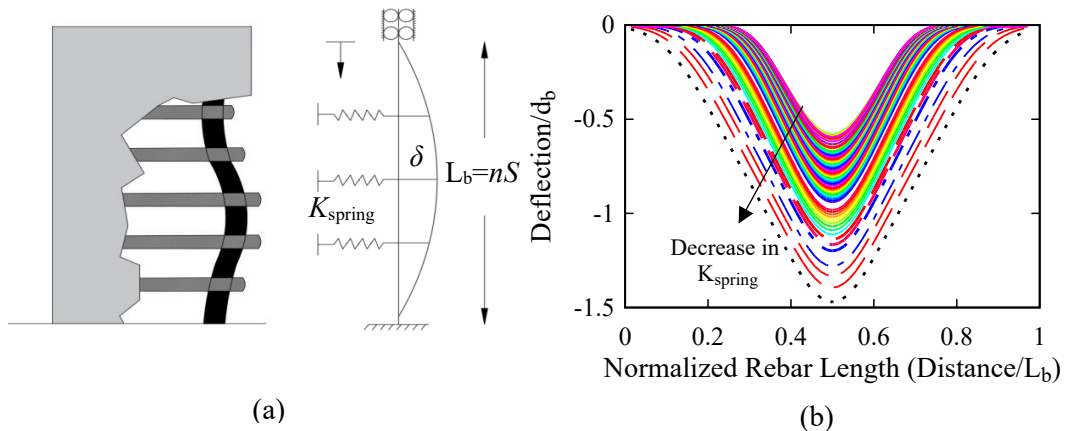 δ
L_b=nS
K_spring
(a)
0
-0.5
-1
-1.5
Deflection/d_b
Decrease in
K_spring
0 0.2 0.4 0.6 0.8 1
Normalized Rebar Length (Distance/L_b)
(b)